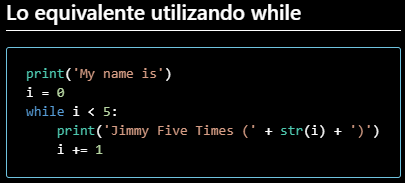 Lo equivalente utilizando while
print('My name is')
i = 0
while i < 5:
    print('Jimmy Five Times (' + str(i) + ')')
    i += 1